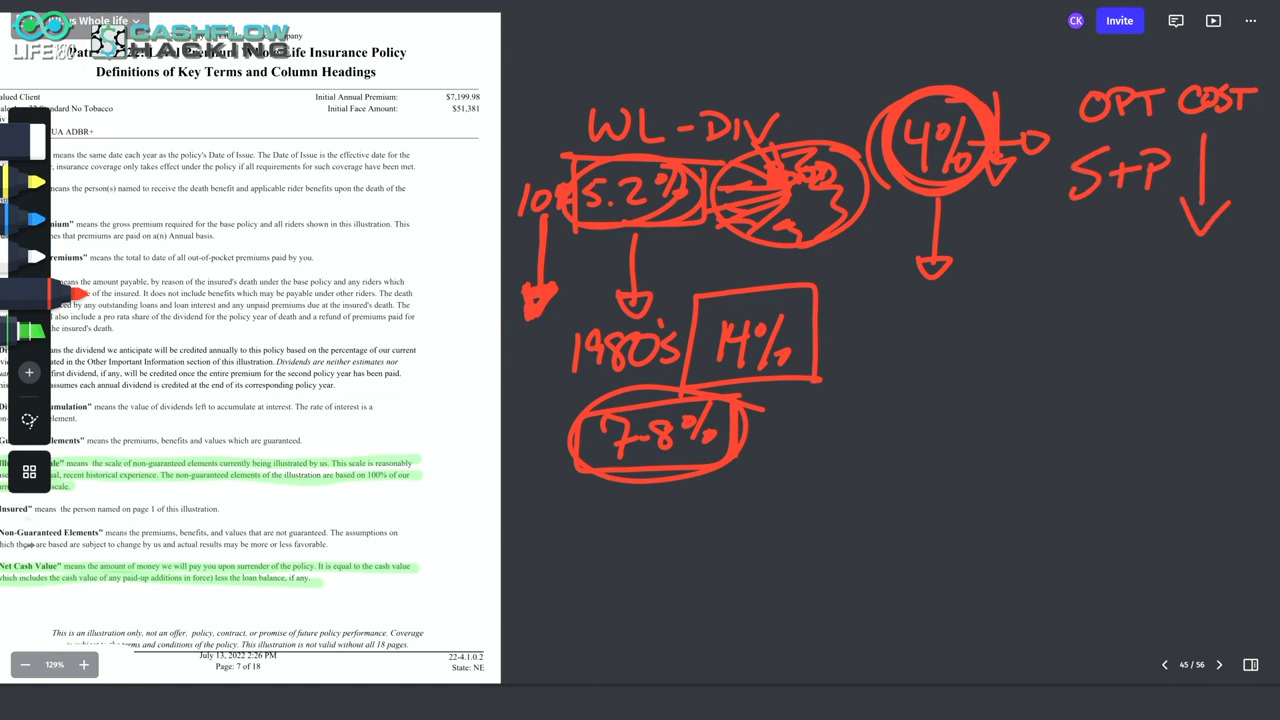 Whole life
LIFE180
CASHFLOW
HACKING
CK
Invite
22: Level Premium Whole Life Insurance Policy
Definitions of Key Terms and Column Headings
Client
Initial Annual Premium: $7,199.98
Standard No Tobacco
Initial Face Amount: $51,381
UA ADBR+
means the same date each year as the policy's Date of Issue. The Date of Issue is the effective date for the
insurance coverage only takes effect under the policy if all requirements for such coverage have been met.
means the person(s) named to receive the death benefit and applicable rider benefits upon the death of the
means the gross premium required for the base policy and all riders shown in this illustration. This
that premiums are paid on a(n) Annual basis.
means the total to date of all out-of-pocket premiums paid by you.
means the amount payable, by reason of the insured's death under the base policy and any riders which
of the insured. It does not include benefits which may be payable under other riders. The death
by any outstanding loans and loan interest and any unpaid premiums due at the insured's death. The
also include a pro rata share of the dividend for the policy year of death and a refund of premiums paid for
the insured's death.
means the dividend we anticipate will be credited annually to this policy based on the percentage of our current
in the Other Important Information section of this illustration. Dividends are neither estimates nor
first dividend, if any, will be credited once the entire premium for the second policy year has been paid.
assumes each annual dividend is credited at the end of its corresponding policy year.
means the value of dividends left to accumulate at interest. The rate of interest is a
means the premiums, benefits and values which are guaranteed.
means the scale of non-guaranteed elements currently being illustrated by us. This scale is reasonably
recent historical experience. The non-guaranteed elements of the illustration are based on 100% of our
scale.
Insured" means the person named on page 1 of this illustration.
Non-Guaranteed Elements" means the premiums, benefits, and values that are not guaranteed. The assumptions on
which are based are subject to change by us and actual results may be more or less favorable.
Net Cash Value" means the amount of money we will pay you upon surrender of the policy. It is equal to the cash value
which includes the cash value of any paid-up additions in force) less the loan balance, if any.
This is an illustration only, not an offer, policy, contract, or promise of future policy performance. Coverage
terms and conditions of the policy. This illustration is not valid without all 18 pages.
July 13, 2022 2:26 PM
22-4.1.0.2
Page: 7 of 18
State: NE
129%
WL-DIV
5.2%
4%
OPT COST
S+P
1980's
14%
7-8%
45 / 56